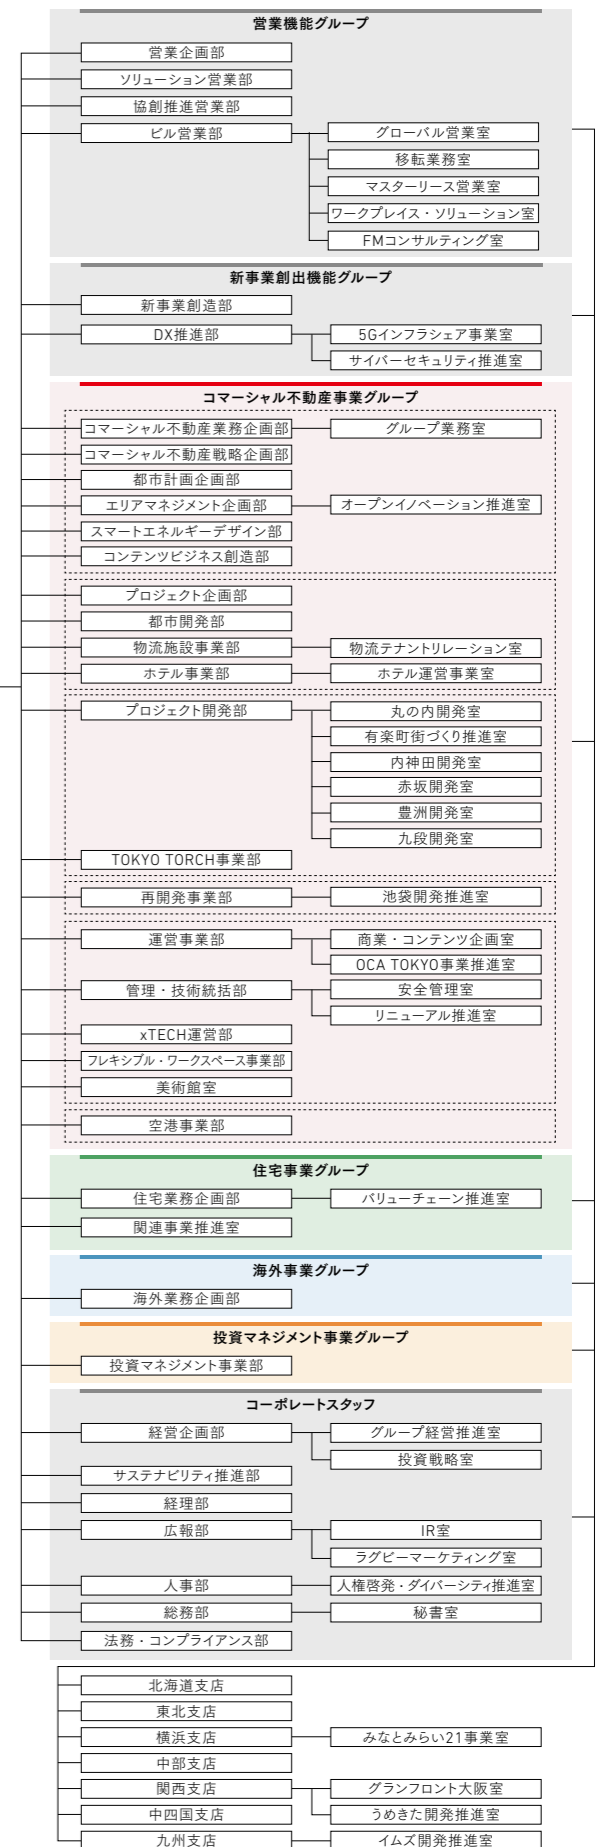 営業機能グループ
営業企画部
ソリューション営業部
協創推進営業部
ビル営業部
グローバル営業室
移転業務室
マスターリース営業室
ワークプレイス・ソリューション室
FMコンサルティング室
新事業創出機能グループ
新事業創造部
DX推進部
5Gインフラシェア事業室
サイバーセキュリティ推進室
コマーシャル不動産事業グループ
コマーシャル不動産業務企画部
グループ業務室
コマーシャル不動産戦略企画部
都市計画企画部
エリアマネジメント企画部
オープンイノベーション推進室
スマートエネルギーデザイン部
コンテンツビジネス創造部
プロジェクト企画部
都市開発部
物流施設事業部
物流テナントリレーション室
ホテル事業部
ホテル運営事業室
プロジェクト開発部
丸の内開発室
有楽町街づくり推進室
内神田開発室
赤坂開発室
豊洲開発室
九段開発室
TOKYO TORCH事業部
再開発事業部
池袋開発推進室
運営事業部
商業・コンテンツ企画室
OCA TOKYO事業推進室
管理・技術統括部
安全管理室
リニューアル推進室
xTECH運営部
フレキシブル・ワークスペース事業部
美術館室
空港事業部
住宅事業グループ
住宅業務企画部
バリューチェーン推進室
関連事業推進室
海外事業グループ
海外業務企画部
投資マネジメント事業グループ
投資マネジメント事業部
コーポレートスタッフ
経営企画部
グループ経営推進室
投資戦略室
サステナビリティ推進部
経理部
広報部
IR室
ラグビーマーケティング室
人事部
人権啓発・ダイバーシティ推進室
総務部
秘書室
法務・コンプライアンス部
北海道支店
東北支店
横浜支店
みなとみらい21事業室
中部支店
関西支店
グランフロント大阪室
中四国支店
うめきた開発推進室
九州支店
イムズ開発推進室